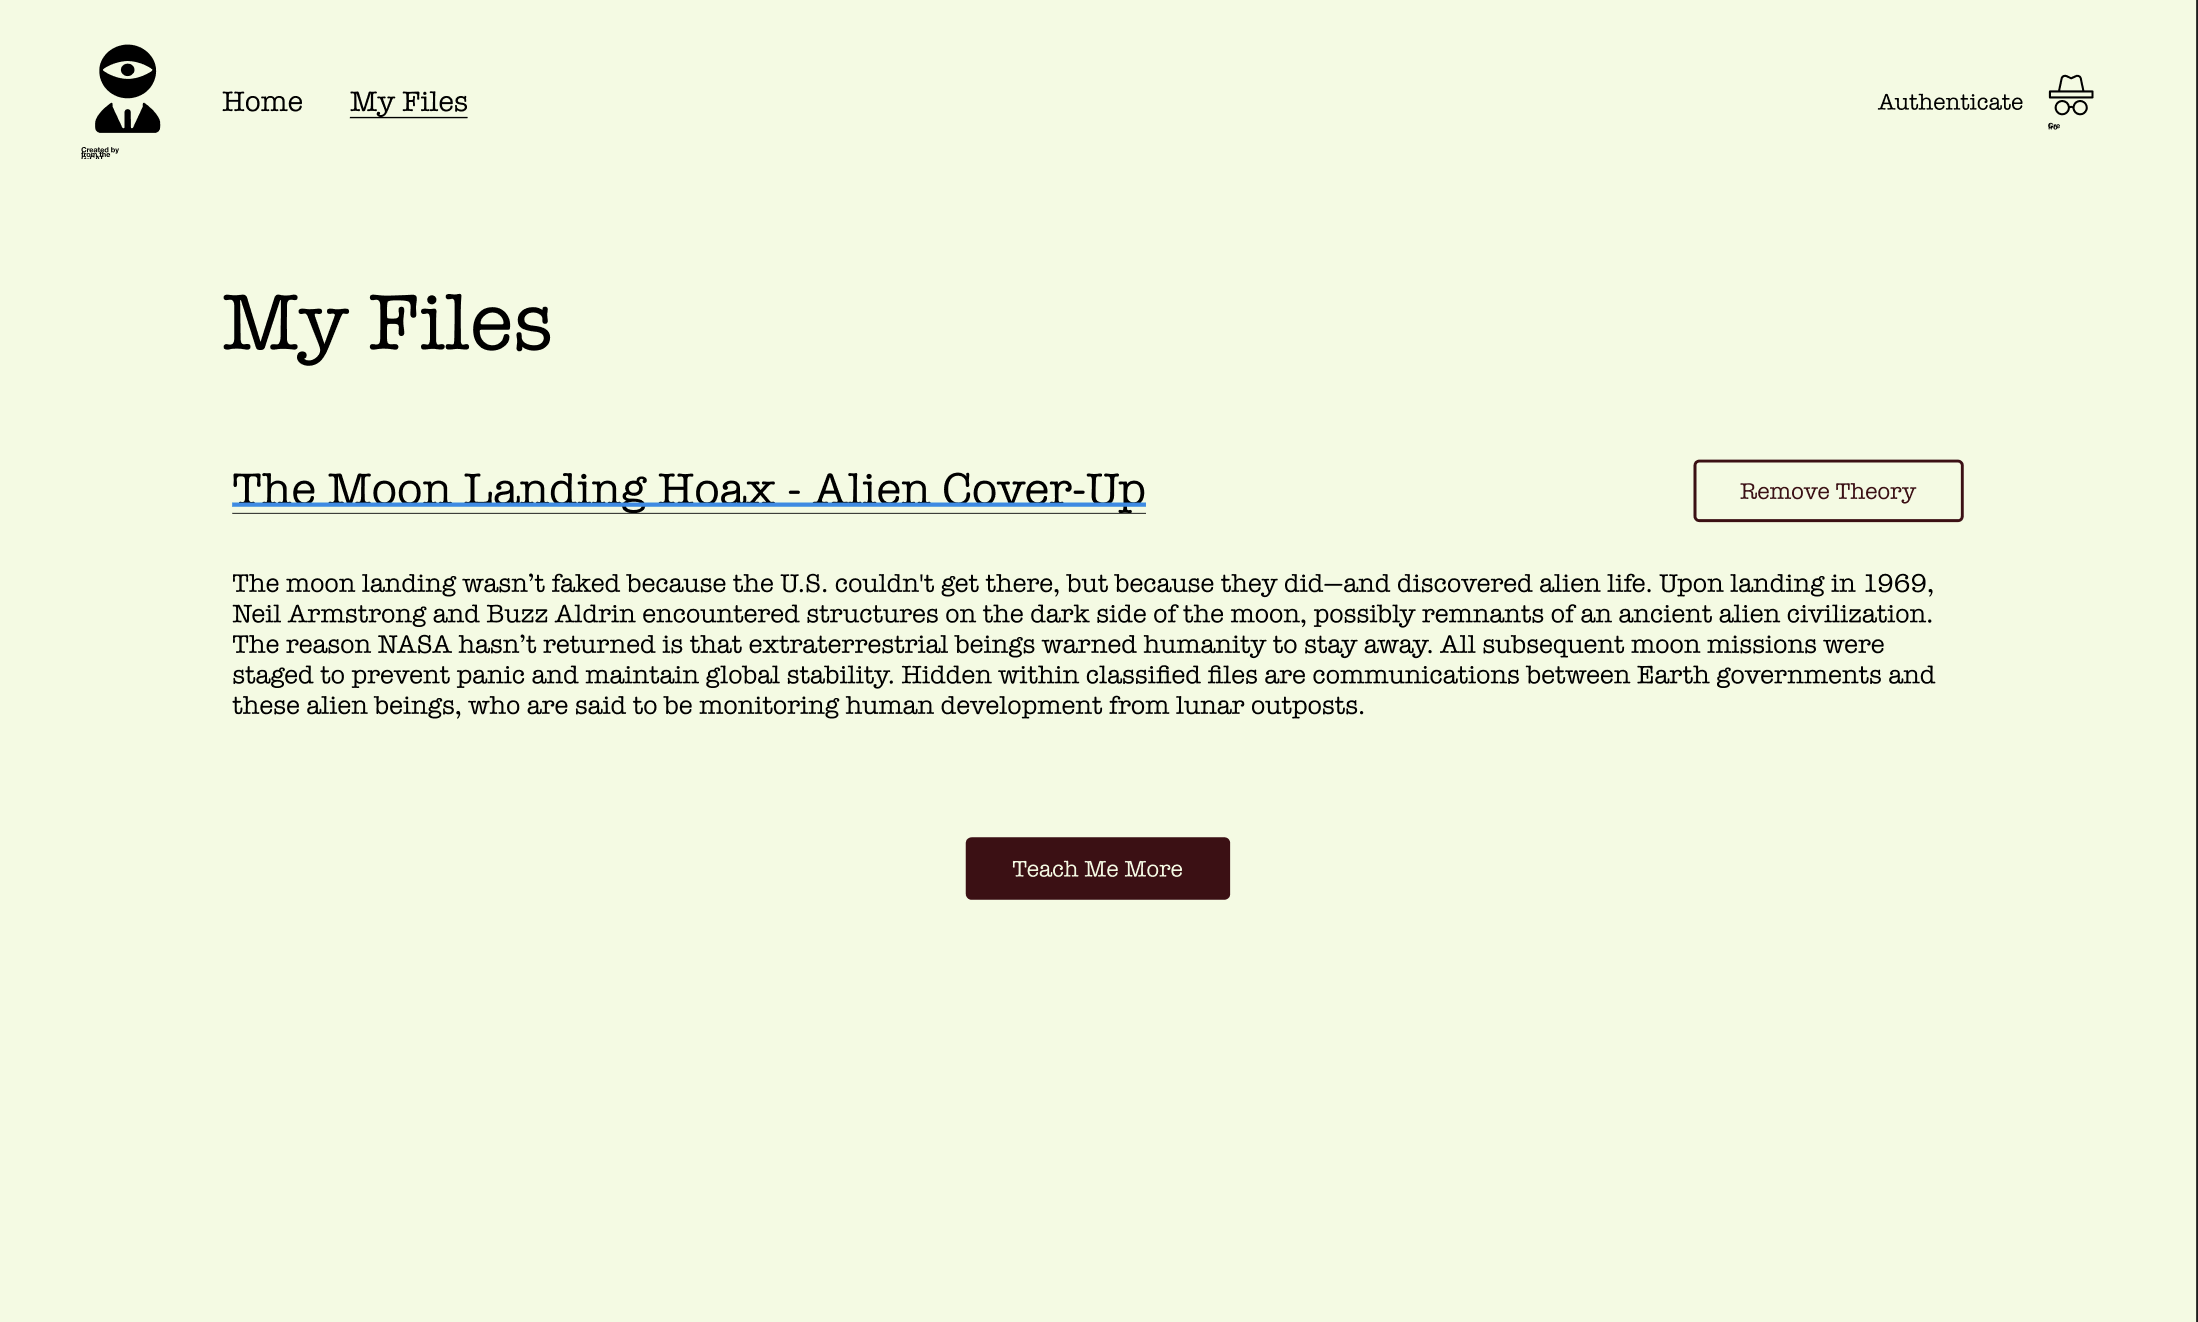 Home
My Files
Authenticate
Created by
from the
My Files
The Moon Landing Hoax - Alien Cover-Up
Remove Theory
The moon landing wasn’t faked because the U.S. couldn't get there, but because they did—and discovered alien life. Upon landing in 1969,
Neil Armstrong and Buzz Aldrin encountered structures on the dark side of the moon, possibly remnants of an ancient alien civilization.
The reason NASA hasn’t returned is that extraterrestrial beings warned humanity to stay away. All subsequent moon missions were
staged to prevent panic and maintain global stability. Hidden within classified files are communications between Earth governments and
these alien beings, who are said to be monitoring human development from lunar outposts.
Teach Me More